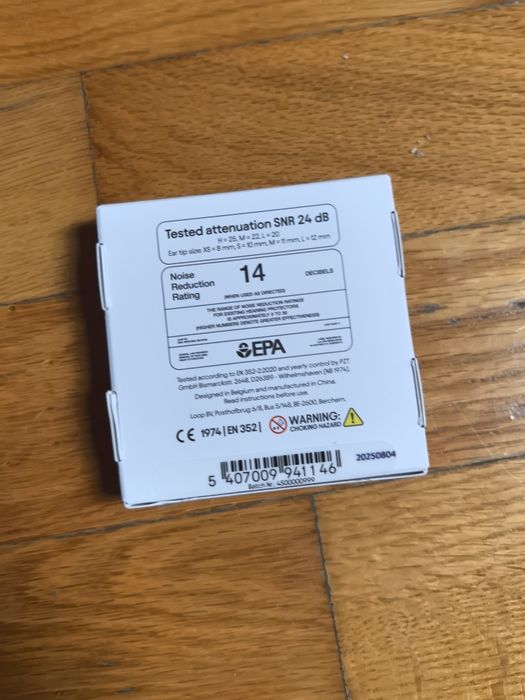 Tested attenuation SNR 24 dB
H = 25, M = 22, L = 20
Ear tip size: XS = 8 mm, S = 10 mm, M = 11 mm, L = 12 mm
Noise
Reduction
Rating
14
DECIBELS
(WHEN USED AS DIRECTED)
THE RANGE OF NOISE REDUCTION RATINGS
FOR EXISTING HEARING PROTECTORS
IS APPROXIMATELY 0 TO 30
(HIGHER NUMBERS DENOTE GREATER EFFECTIVENESS)
EPA
Tested according to EN 352-2:2020 and yearly control by PZT
GmbH Bismarckstr. 264B, D26389 - Wilhelmshaven (NB 1974).
Designed in Belgium and manufactured in China.
Read instructions before use.
Loop BV, Posthofbrug 6/8, Bus 5/148, BE-2600, Berchem.
CE 1974 | EN 352 |
WARNING:
CHOKING HAZARD
5 407009 941146
Batch Nr.: 4500000999
20250804